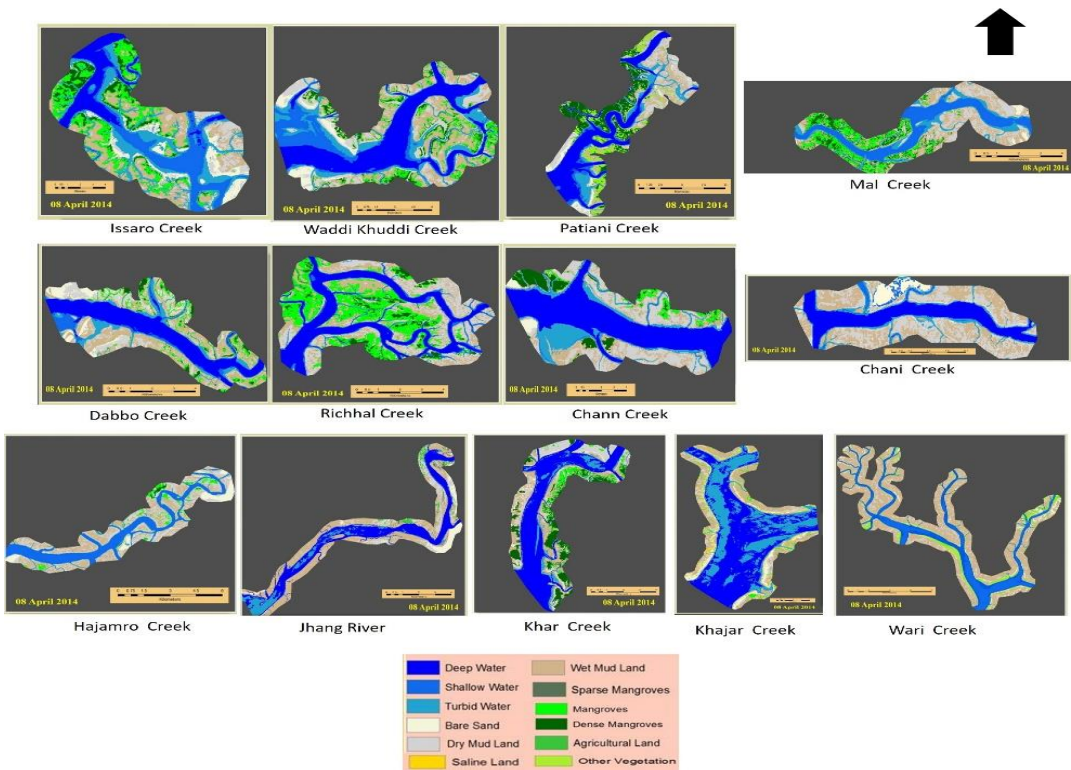 08 April 2014
08 April 2014
08 April 2014
08 April 2014
Issaro Creek
Waddi Khuddi Creek
Patiani Creek
Mal Creek
08 April 2014
08 April 2014
08 April 2014
08 April 2014
Dabbo Creek
Richhal Creek
Chann Creek
Chani Creek
08 April 2014
08 April 2014
08 April 2014
08 April 2014
08 April 2014
Hajamro Creek
Jhang River
Khar Creek
Khajar Creek
Wari Creek
Deep Water
Shallow Water
Turbid Water
Bare Sand
Dry Mud Land
Saline Land
Wet Mud Land
Sparse Mangroves
Mangroves
Dense Mangroves
Agricultural Land
Other Vegetation